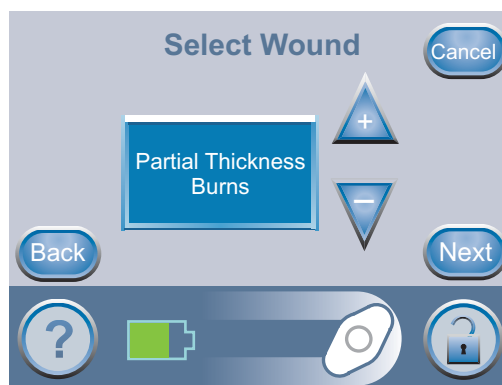 Select Wound
Cancel
+
Partial Thickness
Burns
−
Back
Next
?